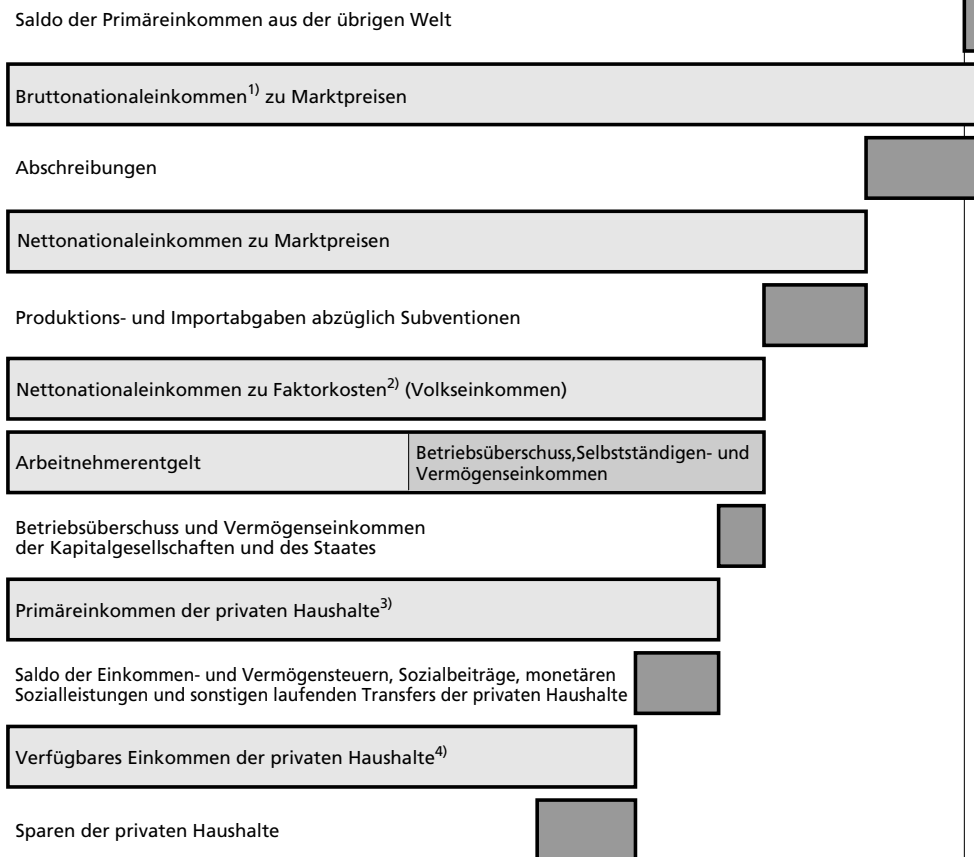 Saldo der Primäreinkommen aus der übrigen Welt
Bruttonationaleinkommen1) zu Marktpreisen
Abschreibungen
Nettonationaleinkommen zu Marktpreisen
Produktions- und Importabgaben abzüglich Subventionen
Nettonationaleinkommen zu Faktorkosten2) (Volkseinkommen)
Arbeitnehmerentgelt
Betriebsüberschuss,Selbstständigen- und
Vermögenseinkommen
Betriebsüberschuss und Vermögenseinkommen
der Kapitalgesellschaften und des Staates
Primäreinkommen der privaten Haushalte3)
Saldo der Einkommen- und Vermögensteuern, Sozialbeiträge, monetären
Sozialleistungen und sonstigen laufenden Transfers der privaten Haushalte
Verfügbares Einkommen der privaten Haushalte4)
Sparen der privaten Haushalte